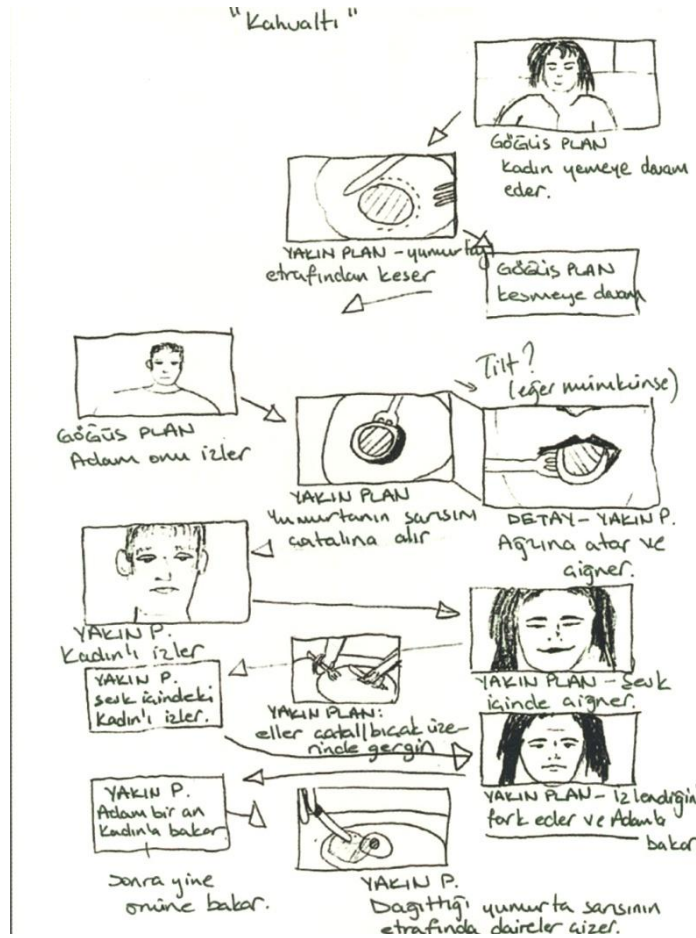 "Kahvaltı"
GÖĞÜS PLAN
kadın yemeye devam
eder.
YAKIN PLAN - yumurtayı
etrafından keser
GÖĞÜS PLAN
kesmeye devam
GÖĞÜS PLAN
Adam onu izler
YAKIN PLAN
Yumurtanın sarısını
çatalına alır
Tilt?
(eğer mümkünse)
DETAY - YAKIN P.
Ağzına atar ve
çiğner.
YAKIN P.
Kadın'ı izler
YAKIN PLAN - Şevk
içinde çiğner.
YAKIN P.
şevk içindeki
kadın'ı izler.
YAKIN PLAN:
eller çatal/bıçak üze-
rinde gergin
YAKIN PLAN - izlendiğini
fark eder ve Adam'a
bakar
YAKIN P.
Adam bir an
kadın'a bakar
sonra yine
önüne bakar.
YAKIN P.
Dağıttığı yumurta sarısının
etrafında daireler çizer.